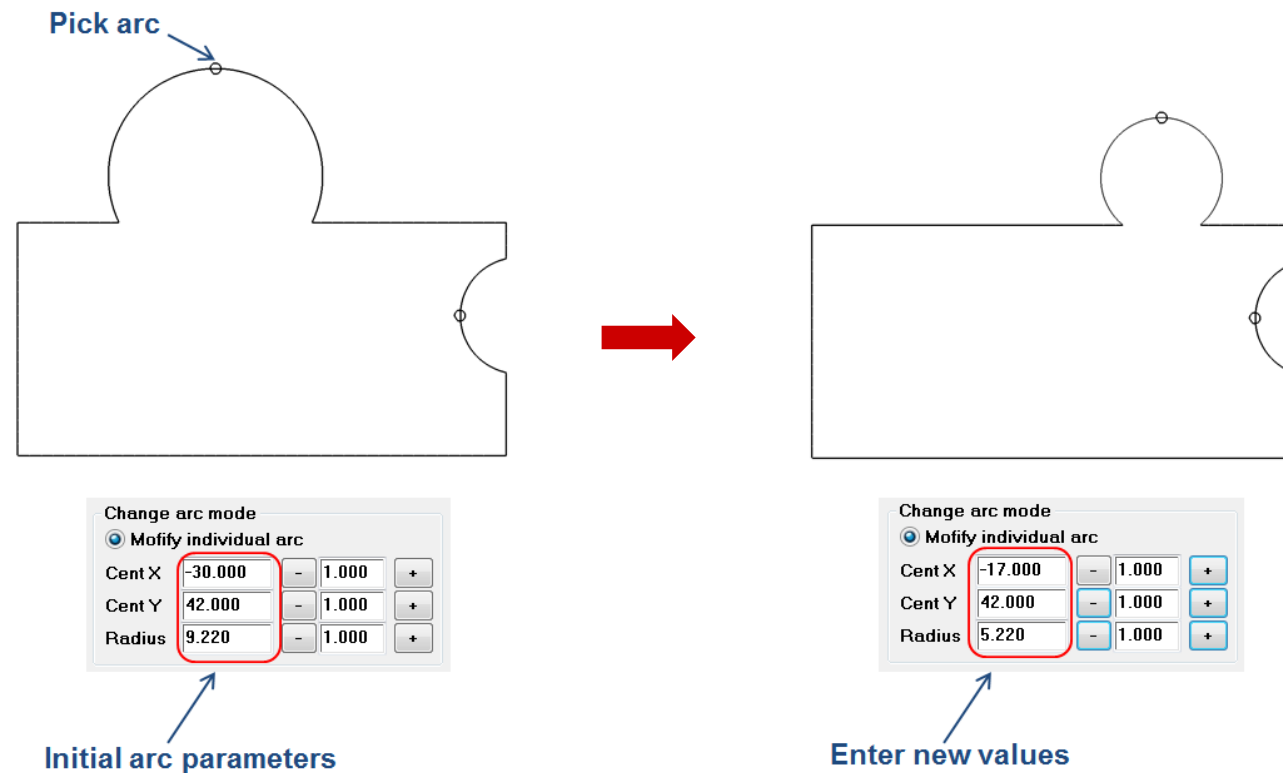 Pick arc
Change arc mode
Mofify individual arc
Cent X -30.000 - 1.000 +
Cent Y 42.000 - 1.000 +
Radius 9.220 - 1.000 +
Initial arc parameters
Change arc mode
Mofify individual arc
Cent X -17.000 - 1.000 +
Cent Y 42.000 - 1.000 +
Radius 5.220 - 1.000 +
Enter new values